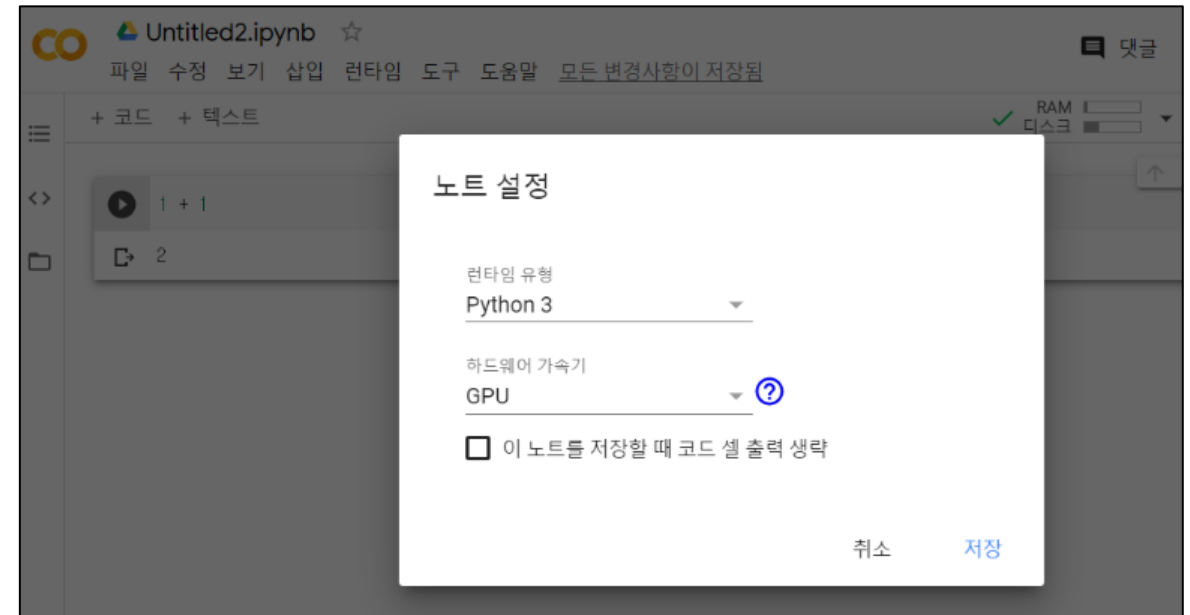 CO
Untitled2.ipynb
댓글
파일 수정 보기 삽입 런타임 도구 도움말 모든 변경사항이 저장됨
+ 코드 + 텍스트
RAM
디스크
1 + 1
2
노트 설정
런타임 유형
Python 3
하드웨어 가속기
GPU
이 노트를 저장할 때 코드 셀 출력 생략
취소 저장